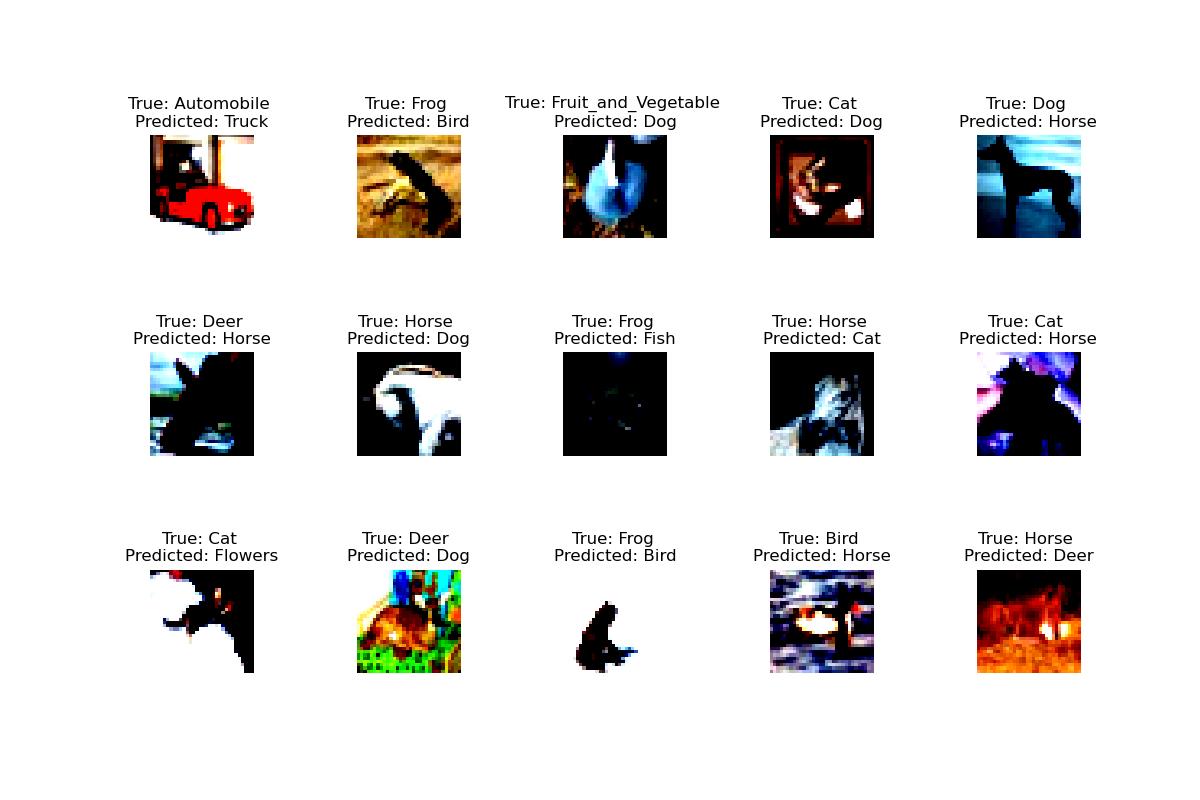 True: Automobile
Predicted: Truck
True: Frog
Predicted: Bird
True: Fruit_and_Vegetable
Predicted: Dog
True: Cat
Predicted: Dog
True: Dog
Predicted: Horse
True: Deer
Predicted: Horse
True: Horse
Predicted: Dog
True: Frog
Predicted: Fish
True: Horse
Predicted: Cat
True: Cat
Predicted: Horse
True: Cat
Predicted: Flowers
True: Deer
Predicted: Dog
True: Frog
Predicted: Bird
True: Bird
Predicted: Horse
True: Horse
Predicted: Deer